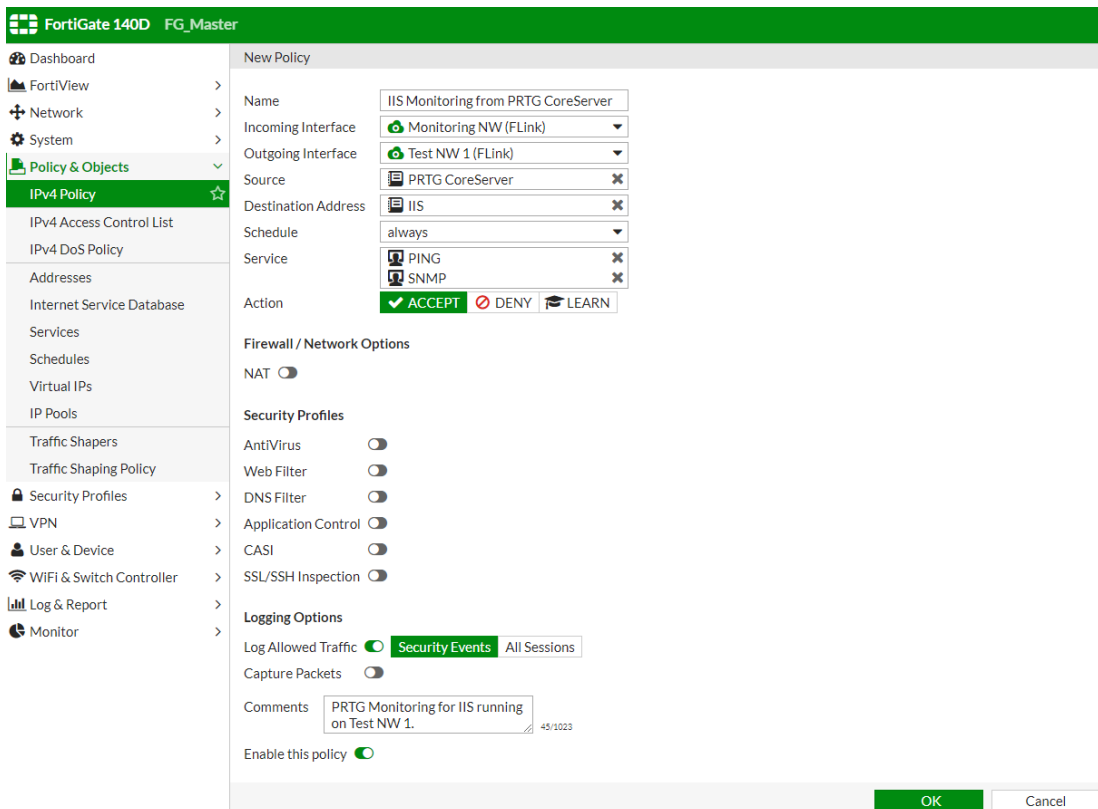 FortiGate 140D FG_Master
Dashboard
FortiView
Network
System
Policy & Objects
IPv4 Policy
IPv4 Access Control List
IPv4 DoS Policy
Addresses
Internet Service Database
Services
Schedules
Virtual IPs
IP Pools
Traffic Shapers
Traffic Shaping Policy
Security Profiles
VPN
User & Device
WiFi & Switch Controller
Log & Report
Monitor
New Policy
Name IIS Monitoring from PRTG CoreServer
Incoming Interface Monitoring NW (FLink)
Outgoing Interface Test NW 1 (FLink)
Source PRTG CoreServer
Destination Address IIS
Schedule always
Service PING
SNMP
Action ACCEPT DENY LEARN
Firewall / Network Options
NAT
Security Profiles
AntiVirus
Web Filter
DNS Filter
Application Control
CASI
SSL/SSH Inspection
Logging Options
Log Allowed Traffic Security Events All Sessions
Capture Packets
Comments PRTG Monitoring for IIS running
on Test NW 1.
45/1023
Enable this policy
OK Cancel